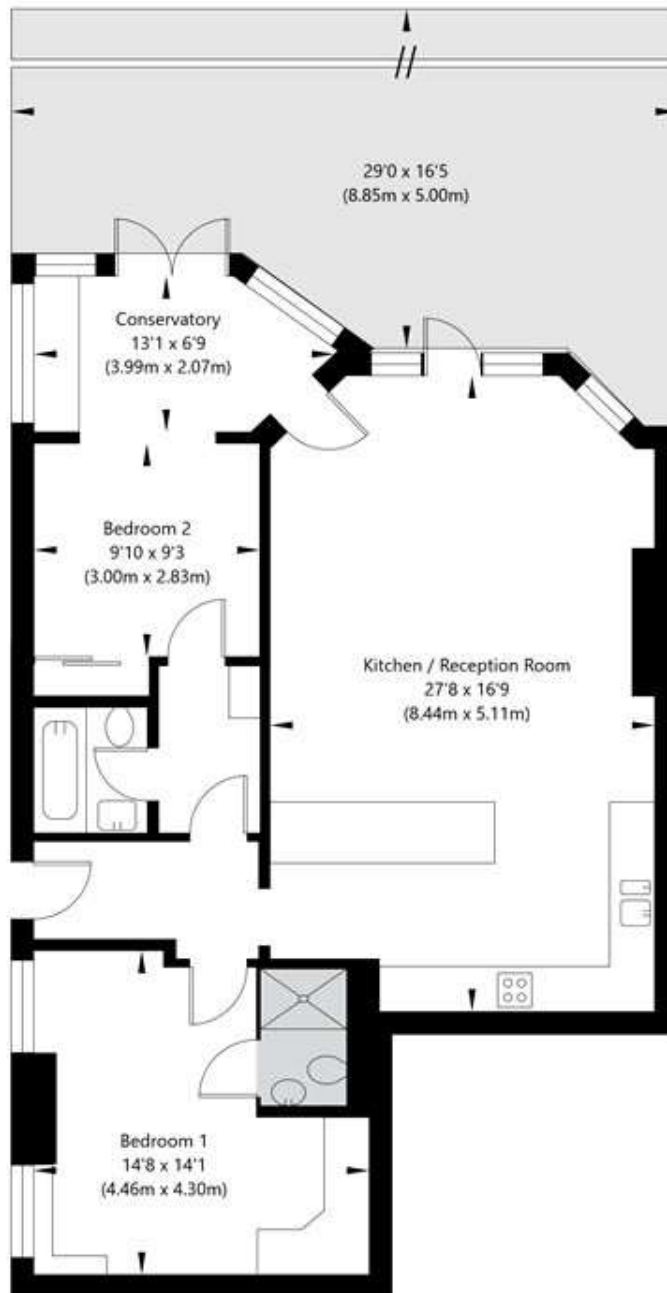 29'0 x 16'5
(8.85m x 5.00m)
Conservatory
13'1 x 6'9
(3.99m x 2.07m)
Bedroom 2
9'10 x 9'3
(3.00m x 2.83m)
Kitchen / Reception Room
27'8 x 16'9
(8.44m x 5.11m)
Bedroom 1
14'8 x 14'1
(4.46m x 4.30m)